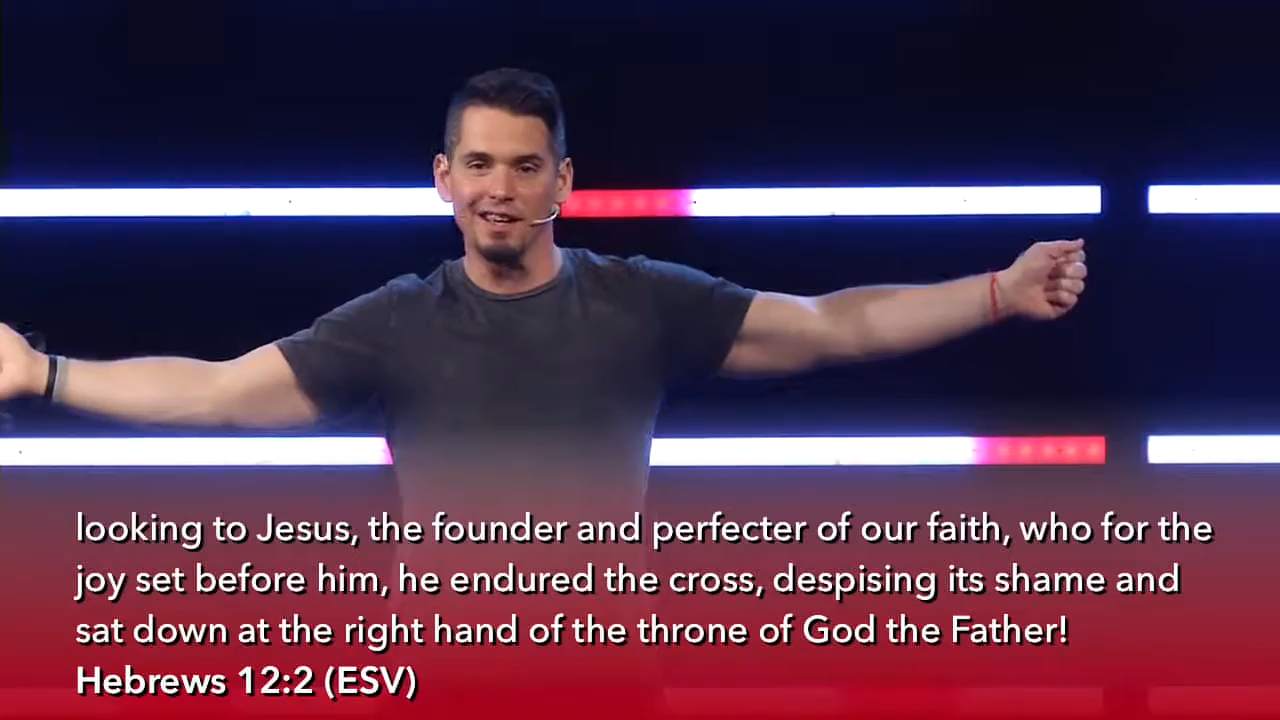 looking to Jesus, the founder and perfecter of our faith, who for the
joy set before him, he endured the cross, despising its shame and
sat down at the right hand of the throne of God the Father!
Hebrews 12:2 (ESV)